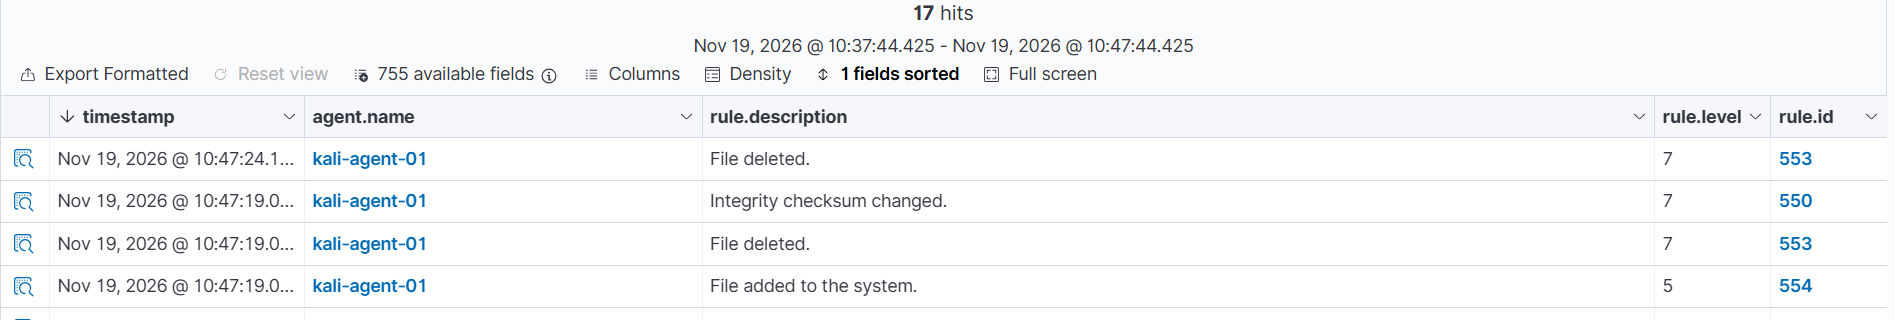 17 hits
Nov 19, 2026 @ 10:37:44.425 - Nov 19, 2026 @ 10:47:44.425
Export Formatted Reset view 755 available fields Columns Density 1 fields sorted Full screen
timestamp agent.name rule.description rule.level rule.id
Nov 19, 2026 @ 10:47:24.1... kali-agent-01 File deleted. 7 553
Nov 19, 2026 @ 10:47:19.0... kali-agent-01 Integrity checksum changed. 7 550
Nov 19, 2026 @ 10:47:19.0... kali-agent-01 File deleted. 7 553
Nov 19, 2026 @ 10:47:19.0... kali-agent-01 File added to the system. 5 554